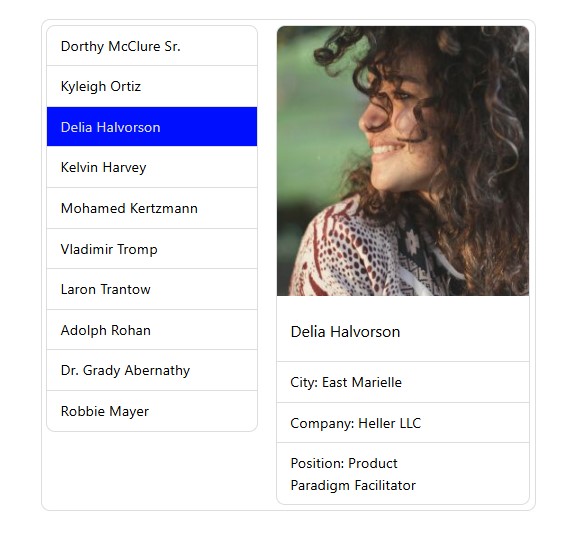 Dorthy McClure Sr.
Kyleigh Ortiz
Delia Halvorson
Kelvin Harvey
Mohamed Kertzmann
Vladimir Tromp
Laron Trantow
Adolph Rohan
Dr. Grady Abernathy
Robbie Mayer
Delia Halvorson
City: East Marielle
Company: Heller LLC
Position: Product
Paradigm Facilitator